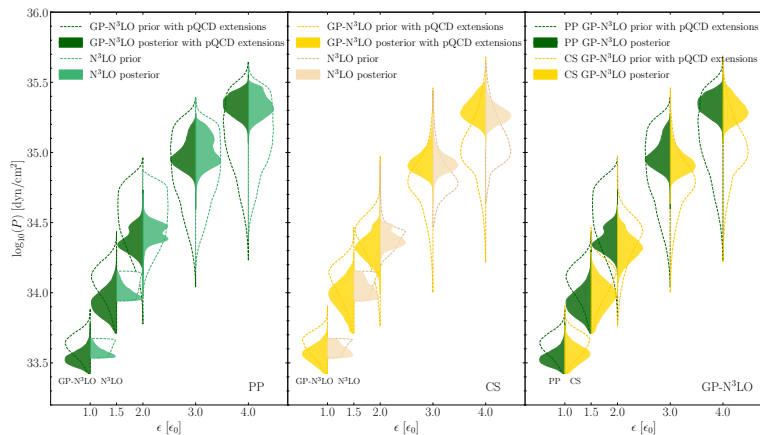 36.0
35.5
35.0
34.5
34.0
33.5
log₁₀(P) [dyn/cm²]
GP-N³LO prior with pQCD extensions
GP-N³LO posterior with pQCD extensions
N³LO prior
N³LO posterior
GP-N³LO N³LO
PP
1.0 1.5 2.0 3.0 4.0
ϵ [ϵ₀]
GP-N³LO prior with pQCD extensions
GP-N³LO posterior with pQCD extensions
N³LO prior
N³LO posterior
GP-N³LO N³LO
CS
1.0 1.5 2.0 3.0 4.0
ϵ [ϵ₀]
PP GP-N³LO prior with pQCD extensions
PP GP-N³LO posterior
CS GP-N³LO prior with pQCD extensions
CS GP-N³LO posterior
PP CS
GP-N³LO
1.0 1.5 2.0 3.0 4.0
ϵ [ϵ₀]